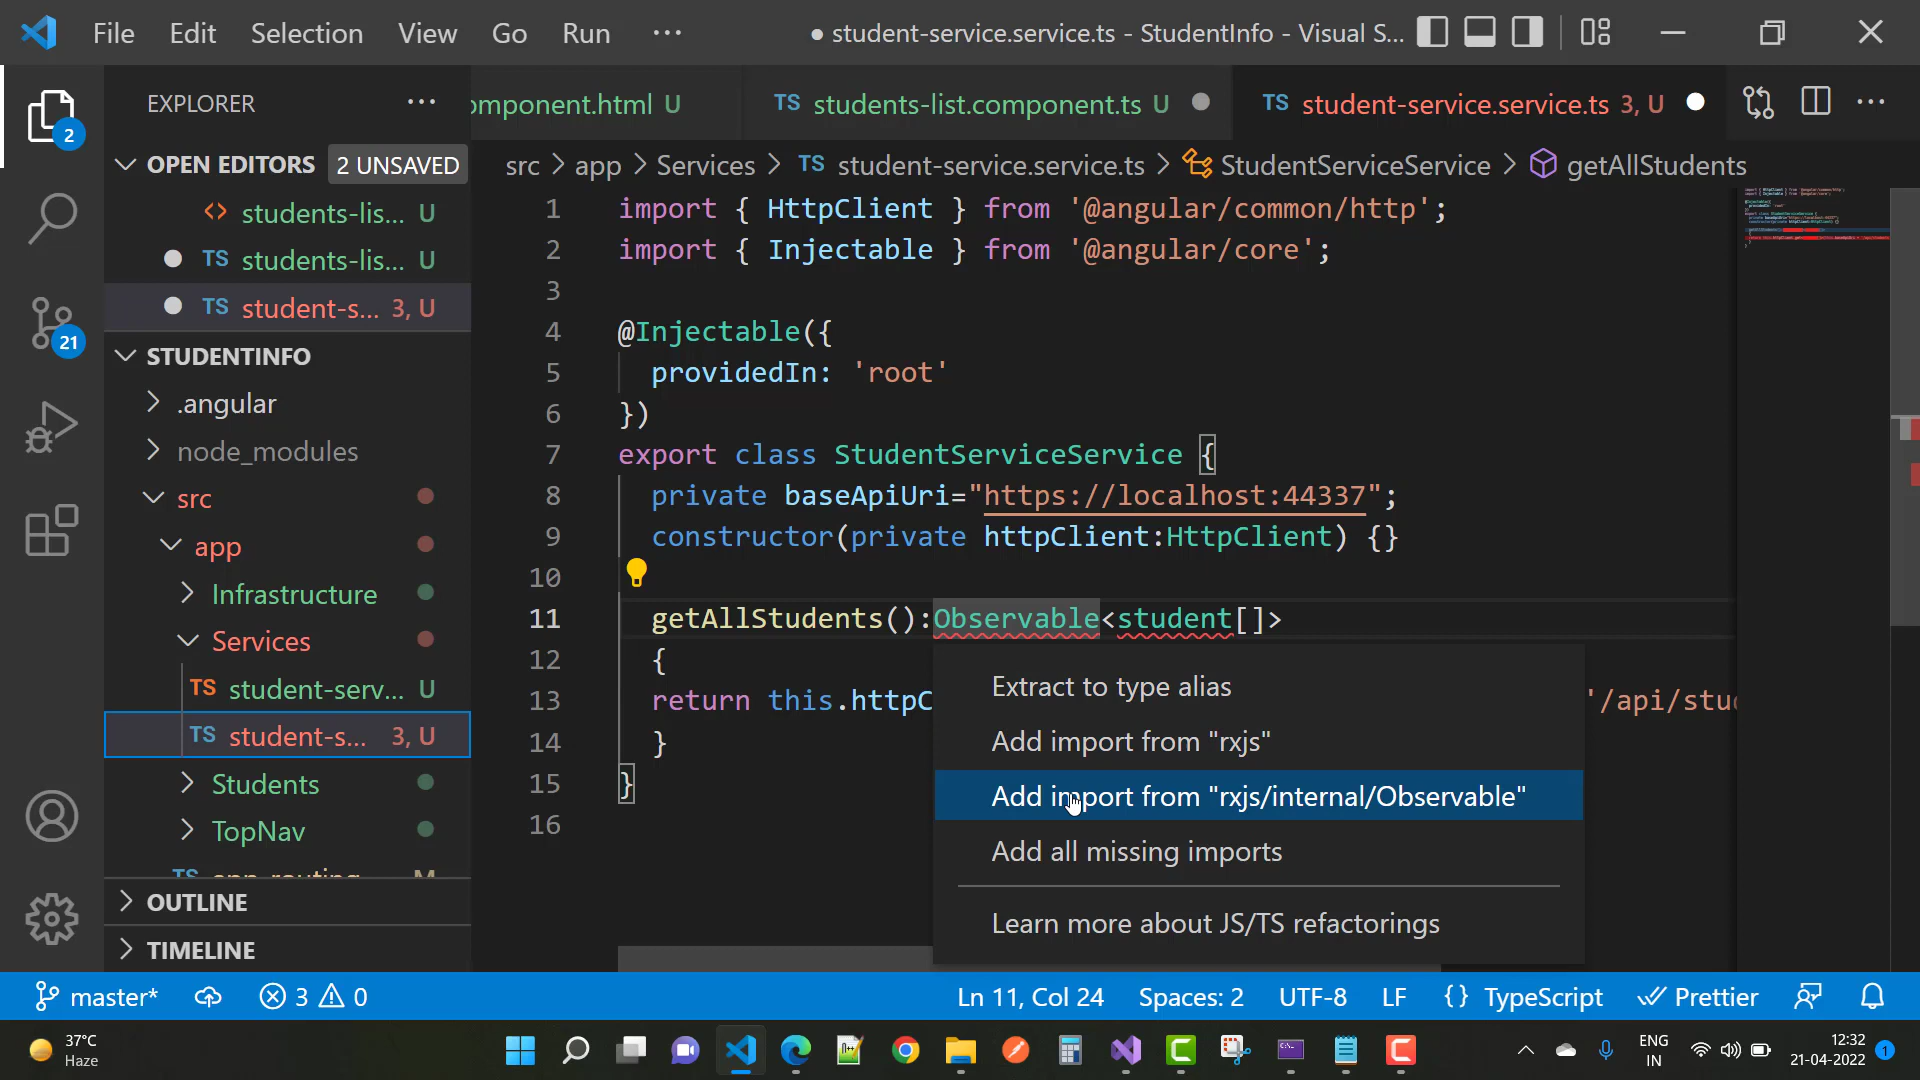 File Edit Selection View Go Run ···
● student-service.service.ts - StudentInfo - Visual S...
EXPLORER ···
omponent.html U
TS students-list.component.ts U
TS student-service.service.ts 3, U
···
2
OPEN EDITORS 2 UNSAVED
students-lis... U
TS students-lis... U
TS student-s... 3, U
21
STUDENTINFO
.angular
node_modules
src
app
Infrastructure
Services
TS student-serv... U
TS student-s... 3, U
Students
TopNav
OUTLINE
TIMELINE
src > app > Services > TS student-service.service.ts > StudentServiceService > getAllStudents
1 import { HttpClient } from '@angular/common/http';
2 import { Injectable } from '@angular/core';
3
4 @Injectable({
5 providedIn: 'root'
6 })
7 export class StudentServiceService {
8 private baseApiUri="https://localhost:44337";
9 constructor(private httpClient:HttpClient) {}
10
11 getAllStudents():Observable<student[]>
12 {
13 return this.httpC '/api/stu
14 }
15 }
16
Extract to type alias
Add import from "rxjs"
Add import from "rxjs/internal/Observable"
Add all missing imports
Learn more about JS/TS refactorings
master* 3 0 Ln 11, Col 24 Spaces: 2 UTF-8 LF {} TypeScript Prettier
37°C
Haze
ENG
IN
12:32
21-04-2022
1